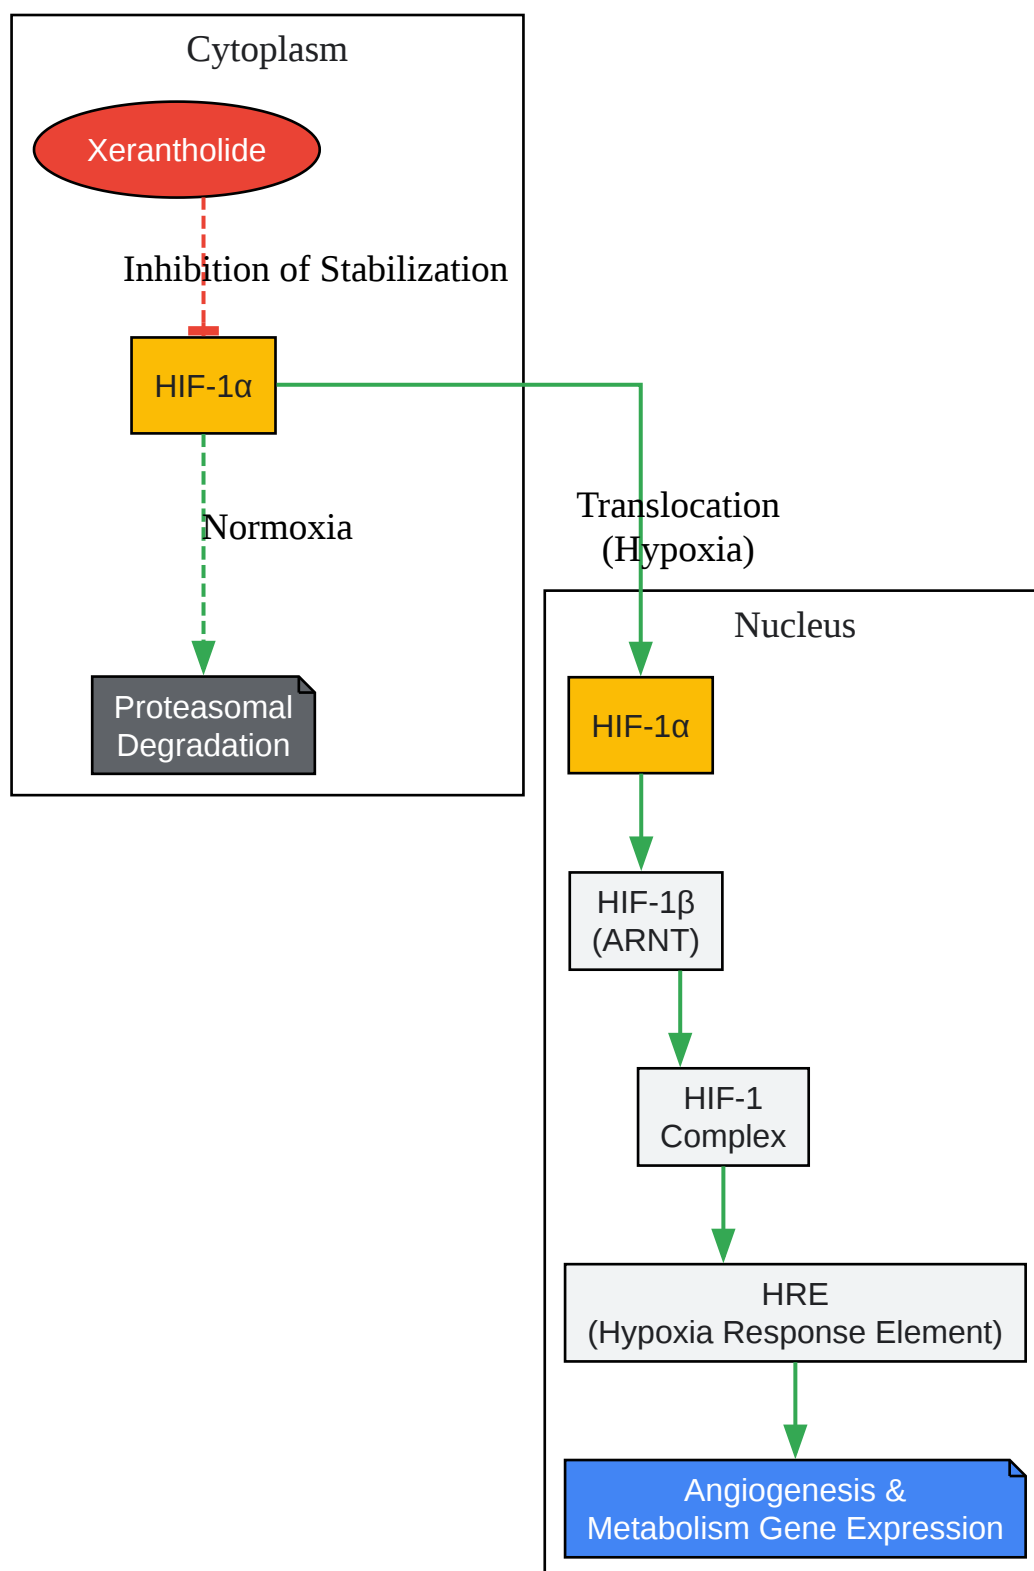 Cytoplasm
Xerantholide
Inhibition of Stabilization
HIF-1α
Normoxia
Proteasomal
Degradation
Translocation
(Hypoxia)
Nucleus
HIF-1α
HIF-1β
(ARNT)
HIF-1
Complex
HRE
(Hypoxia Response Element)
Angiogenesis &
Metabolism Gene Expression